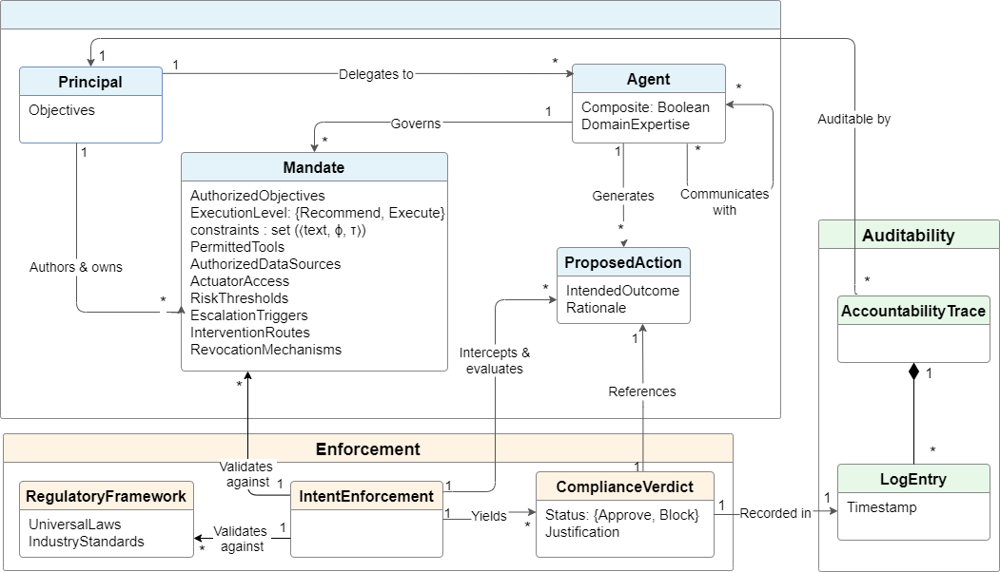 1
Principal
Objectives
1
Delegates to
*
Agent
Composite: Boolean
DomainExpertise
*
Auditable by
1
Governs
*
1
Authors & owns
*
Mandate
AuthorizedObjectives
ExecutionLevel: {Recommend, Execute}
constraints : set (⟨text, ϕ, τ⟩)
PermittedTools
AuthorizedDataSources
ActuatorAccess
RiskThresholds
EscalationTriggers
InterventionRoutes
RevocationMechanisms
1
Generates
*
*
Communicates
with
ProposedAction
IntendedOutcome
Rationale
*
Intercepts &
evaluates
1
References
1
Auditability
*
AccountabilityTrace
1
*
LogEntry
Timestamp
Enforcement
*
Validates
against
1
RegulatoryFramework
UniversalLaws
IndustryStandards
*
Validates
against
1
IntentEnforcement
1
1
Yields
*
ComplianceVerdict
Status: {Approve, Block}
Justification
1
Recorded in
1